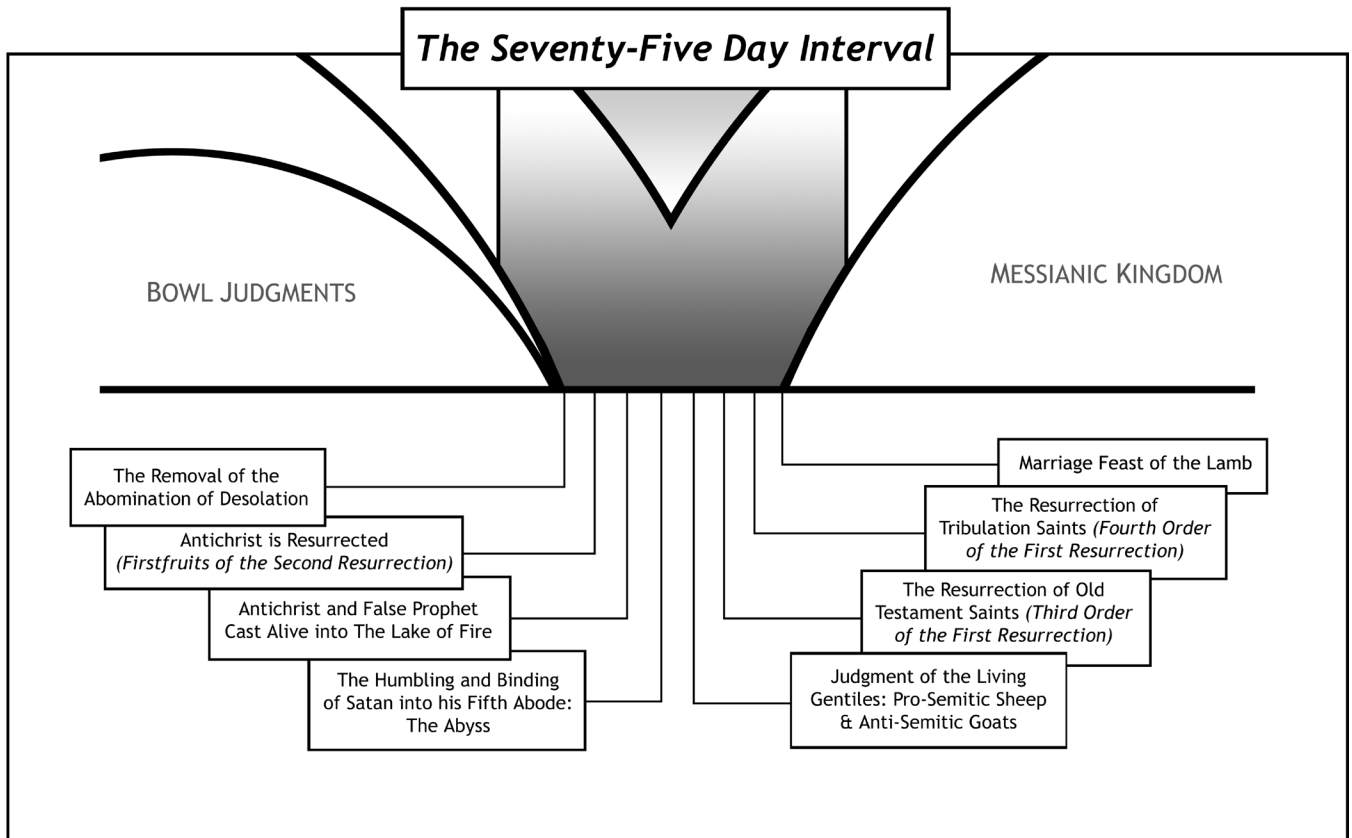 The Seventy-Five Day Interval
BOWL JUDGMENTS
MESSIANIC KINGDOM
The Removal of the
Abomination of Desolation
Antichrist is Resurrected
(Firstfruits of the Second Resurrection)
Antichrist and False Prophet
Cast Alive into The Lake of Fire
The Humbling and Binding
of Satan into his Fifth Abode:
The Abyss
Marriage Feast of the Lamb
The Resurrection of
Tribulation Saints (Fourth Order
of the First Resurrection)
The Resurrection of Old
Testament Saints (Third Order
of the First Resurrection)
Judgment of the Living
Gentiles: Pro-Semitic Sheep
& Anti-Semitic Goats